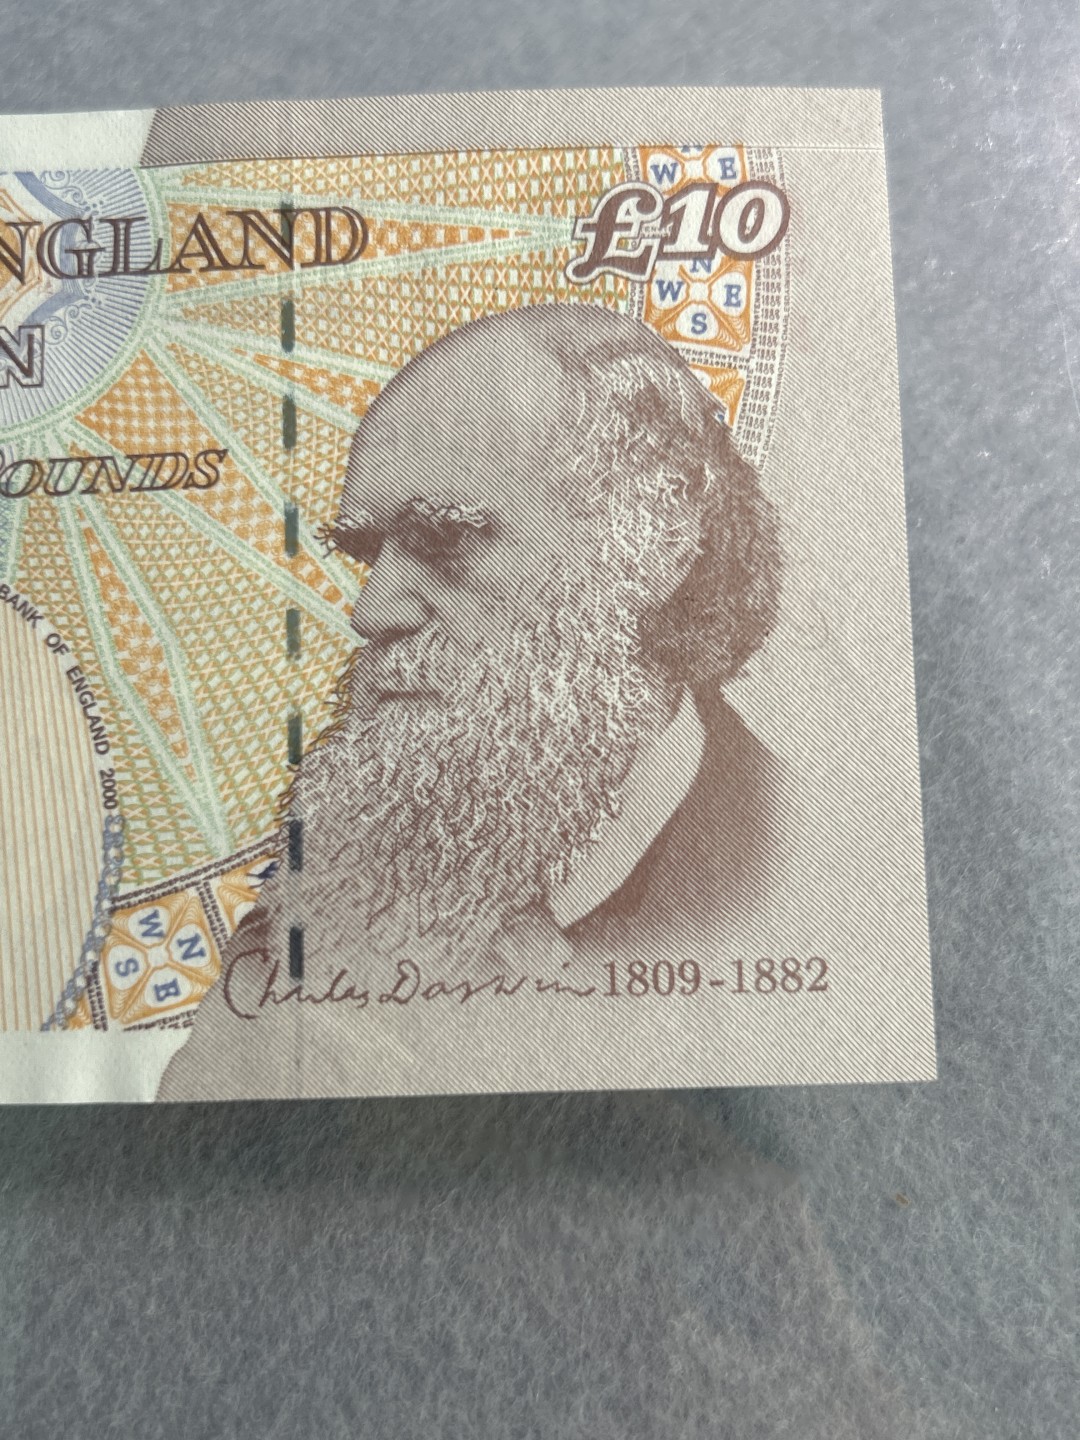 W E
£10
NGLAND
N
W E
S
N
OUNDS
BANK OF ENGLAND 2000
W N
S E
Charles Darwin 1809-1882